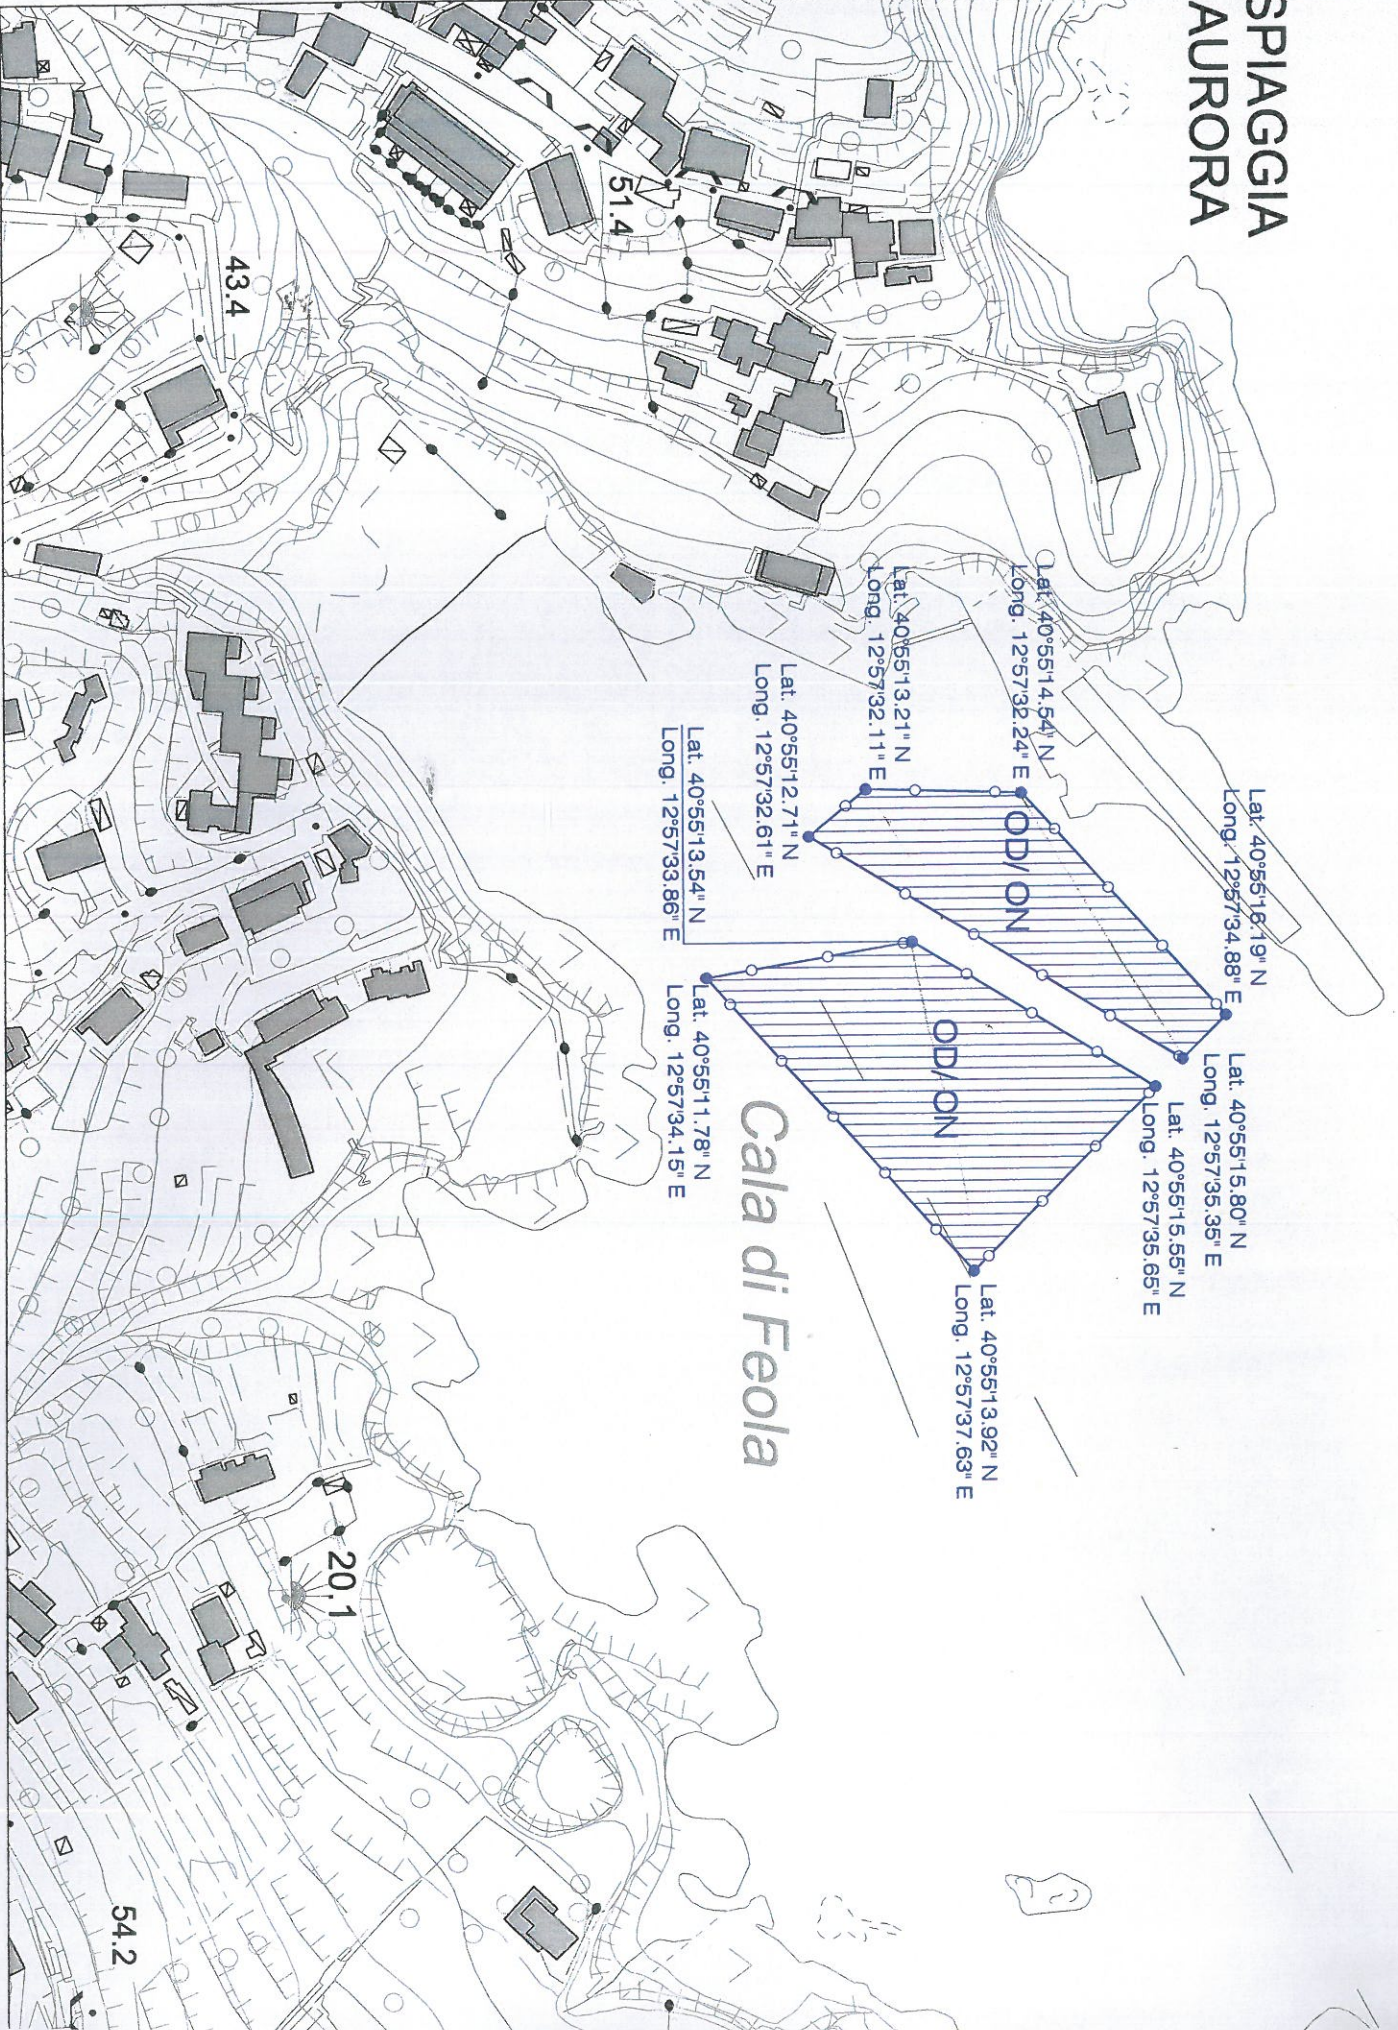 SPIAGGIA
AURORA
Lat. 40°55'16.19" N
Long. 12°57'34.88" E
Lat. 40°55'15.80" N
Long. 12°57'35.35" E
Lat. 40°55'15.55" N
Long. 12°57'35.65" E
Lat. 40°55'14.54" N
Long. 12°57'32.24" E
OD/ON
Lat. 40°55'13.92" N
Long. 12°57'37.63" E
OD/ON
Lat. 40°55'13.21" N
Long. 12°57'32.11" E
Lat. 40°55'12.71" N
Long. 12°57'32.61" E
Cala di Feola
Lat. 40°55'13.54" N
Long. 12°57'33.86" E
Lat. 40°55'11.78" N
Long. 12°57'34.15" E
51.4
20.1
43.4
54.2